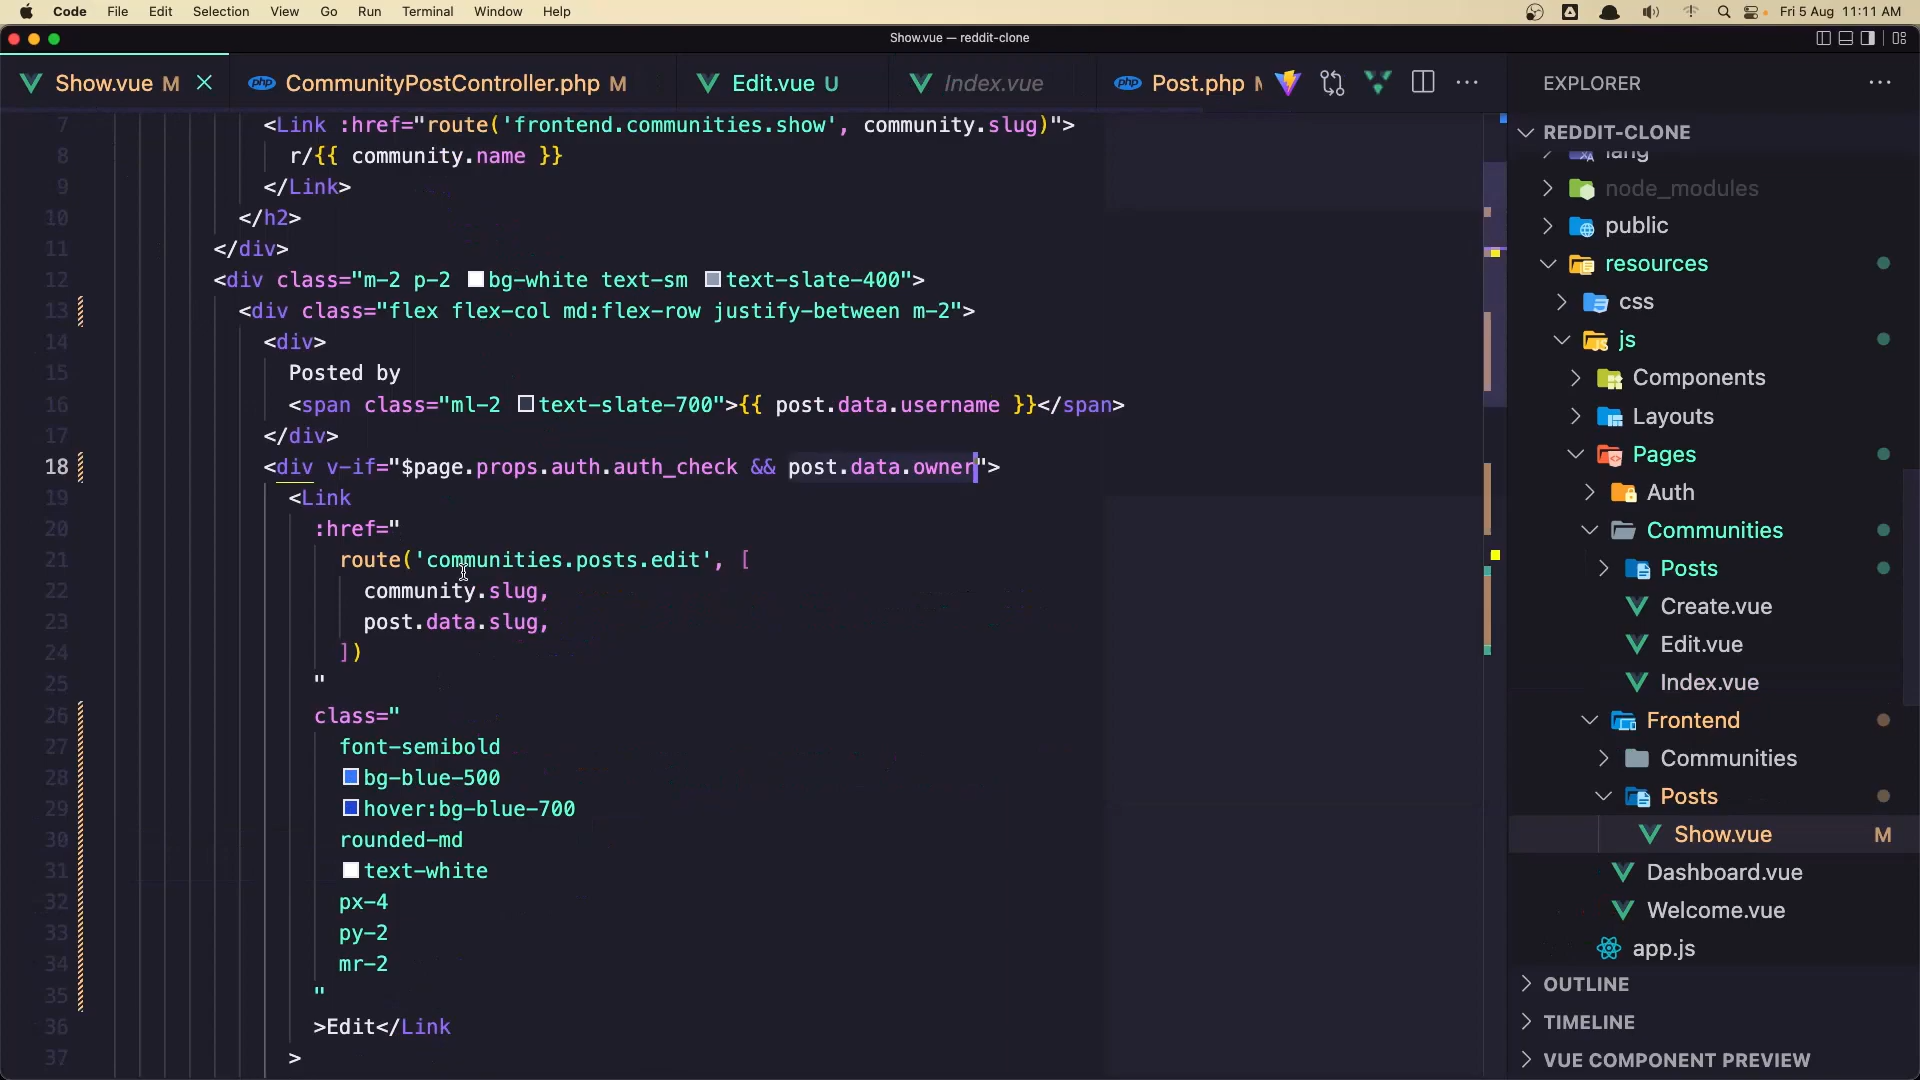 Code File Edit Selection View Go Run Terminal Window Help Fri 5 Aug 11:11 AM
Show.vue — reddit-clone
Show.vue M CommunityPostController.php M Edit.vue U Index.vue Post.php
7 <Link :href="route('frontend.communities.show', community.slug)">
8 r/{{ community.name }}
9 </Link>
10 </h2>
11 </div>
12 <div class="m-2 p-2 bg-white text-sm text-slate-400">
13 <div class="flex flex-col md:flex-row justify-between m-2">
14 <div>
15 Posted by
16 <span class="ml-2 text-slate-700">{{ post.data.username }}</span>
17 </div>
18 <div v-if="$page.props.auth.auth_check && post.data.owner">
19 <Link
20 :href="
21 route('communities.posts.edit', [
22 community.slug,
23 post.data.slug,
24 ])
25 "
26 class="
27 font-semibold
28 bg-blue-500
29 hover:bg-blue-700
30 rounded-md
31 text-white
32 px-4
33 py-2
34 mr-2
35 "
36 >Edit</Link
37 >
EXPLORER
REDDIT-CLONE
lang
node_modules
public
resources
css
js
Components
Layouts
Pages
Auth
Communities
Posts
Create.vue
Edit.vue
Index.vue
Frontend
Communities
Posts
Show.vue M
Dashboard.vue
Welcome.vue
app.js
OUTLINE
TIMELINE
VUE COMPONENT PREVIEW